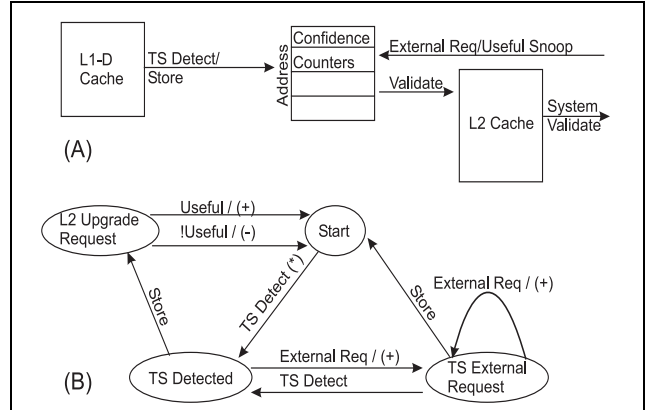 L1-D
Cache
TS Detect/
Store
Address
Confidence
Counters
External Req/Useful Snoop
Validate
L2 Cache
System
Validate
(A)
L2 Upgrade
Request
Useful / (+)
!Useful / (-)
Start
Store
TS Detect (*)
Store
External Req / (+)
TS Detected
External Req / (+)
TS Detect
TS External
Request
(B)